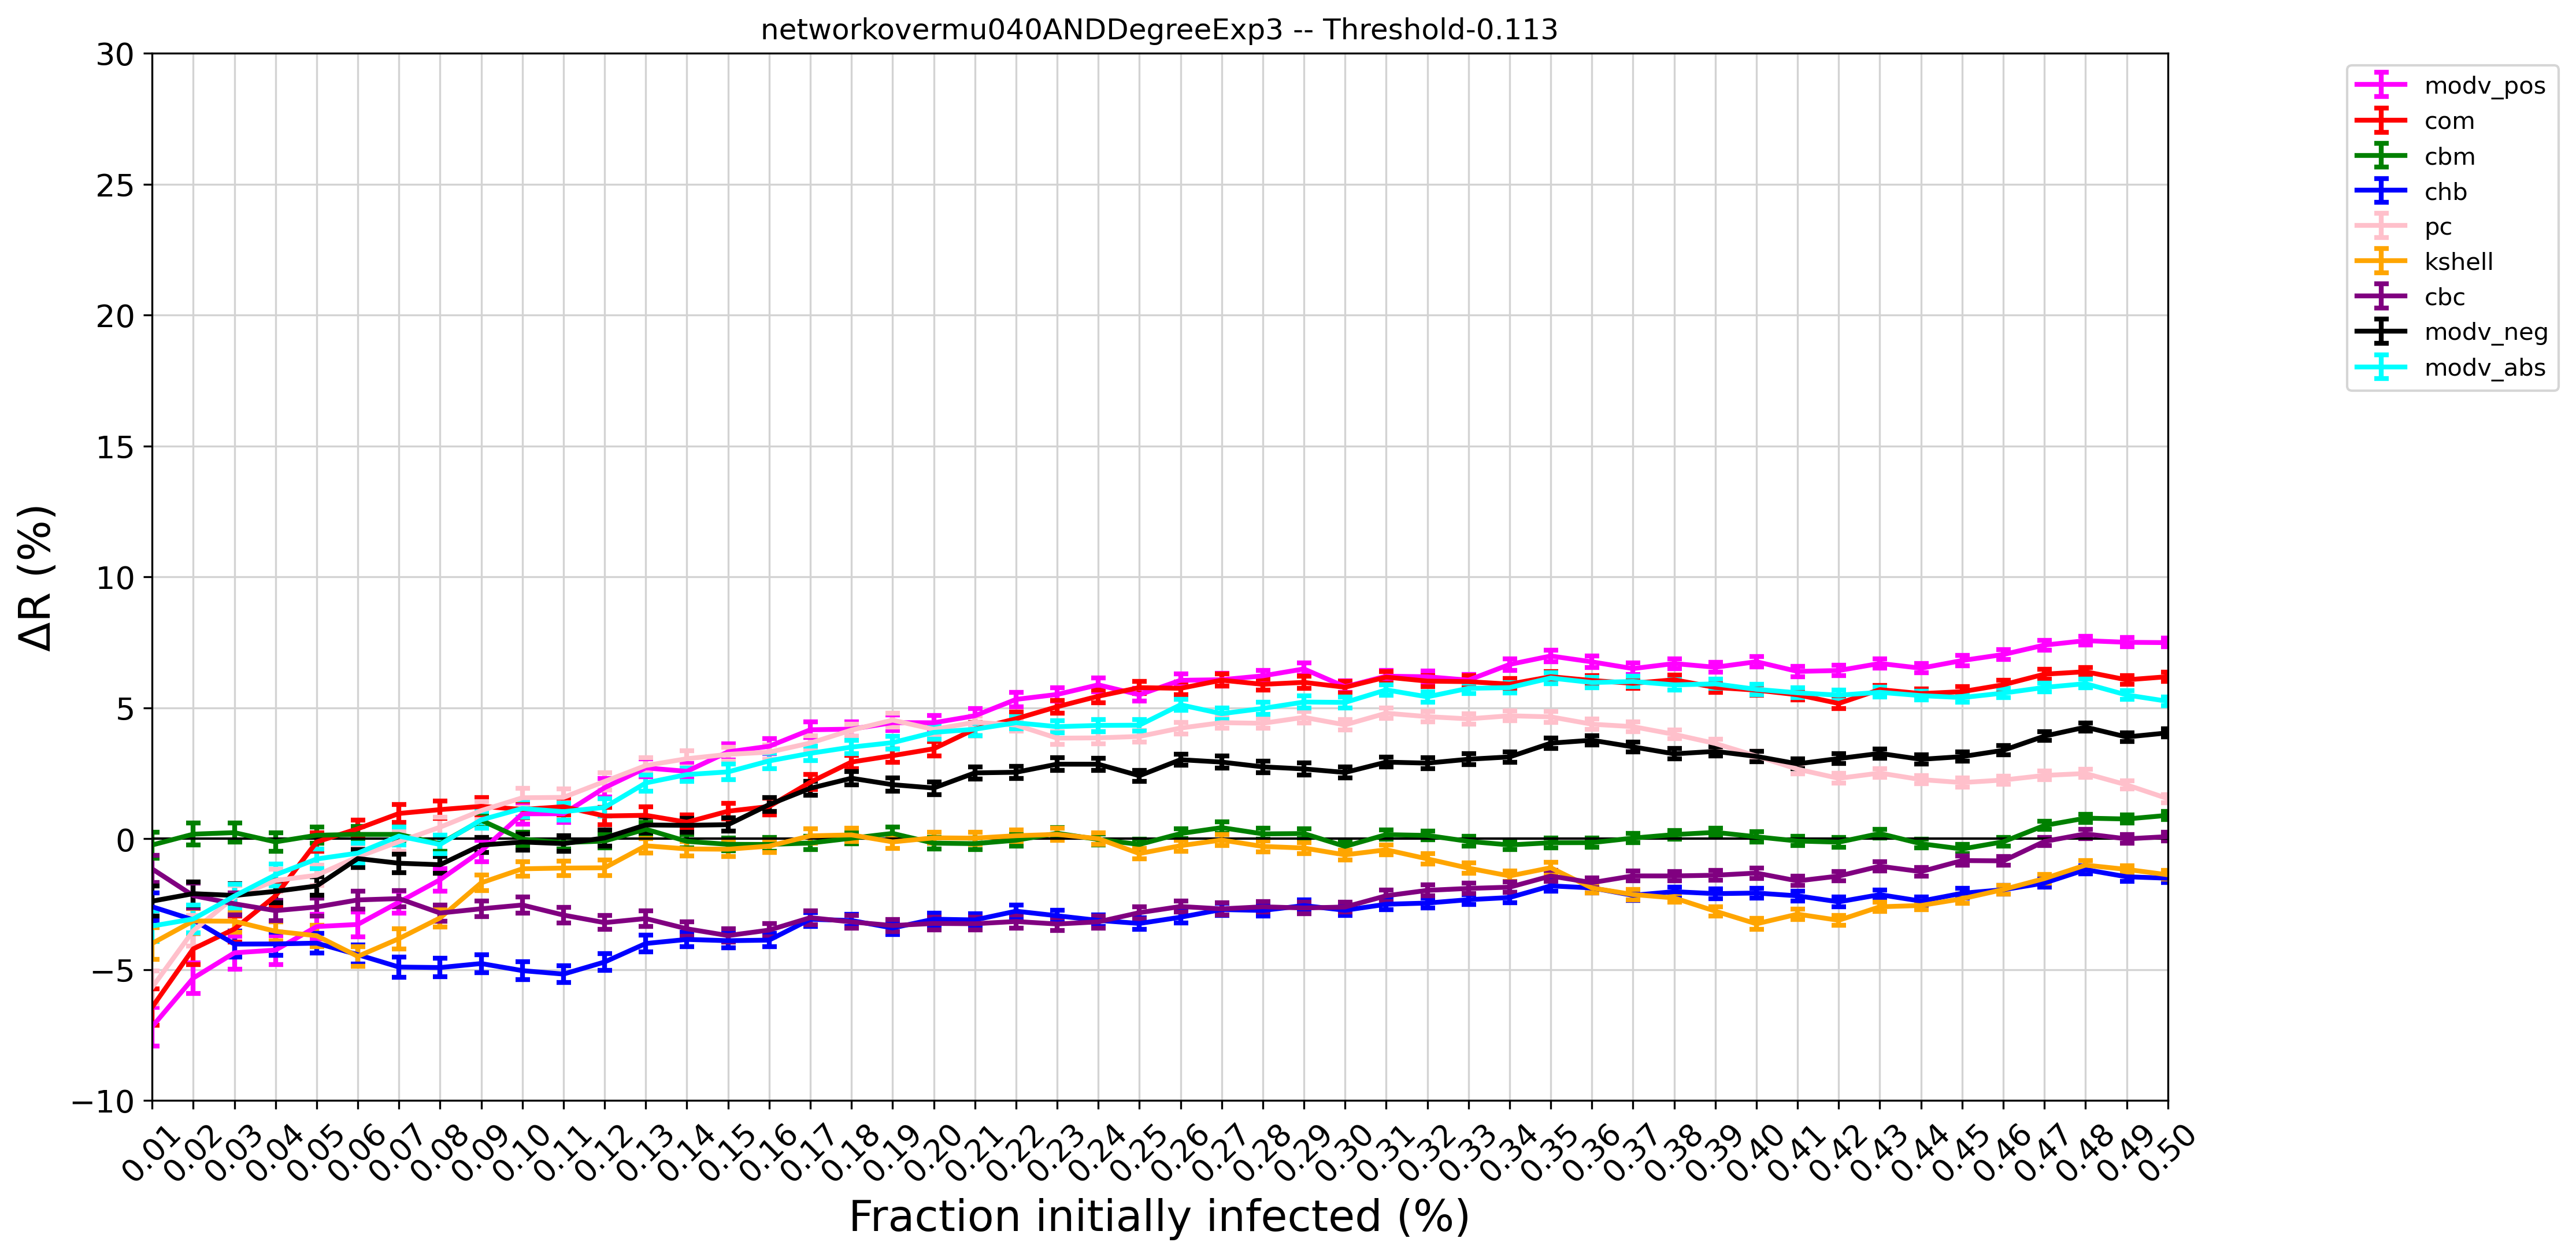 networkovermu040ANDDegreeExp3 -- Threshold-0.113
30
25
20
15
10
5
0
−5
−10
ΔR (%)
0.01 0.02 0.03 0.04 0.05 0.06 0.07 0.08 0.09 0.10 0.11 0.12 0.13 0.14 0.15 0.16 0.17 0.18 0.19 0.20 0.21 0.22 0.23 0.24 0.25 0.26 0.27 0.28 0.29 0.30 0.31 0.32 0.33 0.34 0.35 0.36 0.37 0.38 0.39 0.40 0.41 0.42 0.43 0.44 0.45 0.46 0.47 0.48 0.49 0.50
Fraction initially infected (%)
modv_pos
com
cbm
chb
pc
kshell
cbc
modv_neg
modv_abs